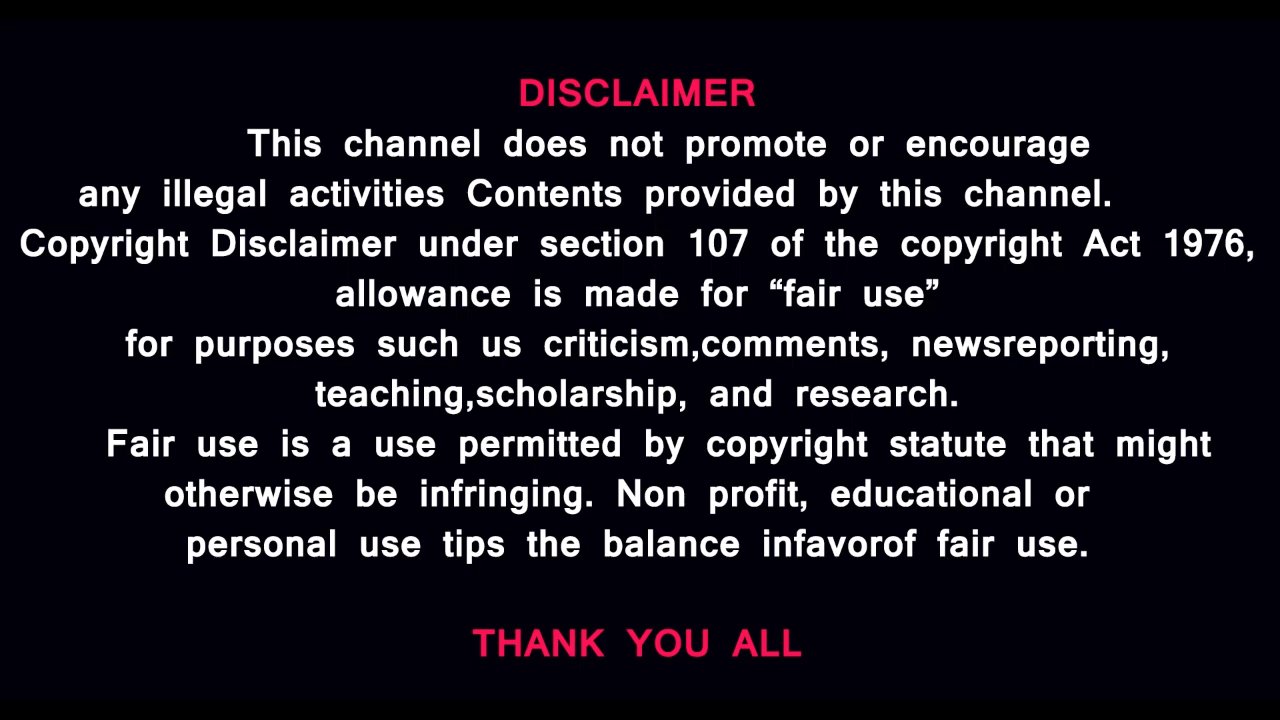 DISCLAIMER
This channel does not promote or encourage
any illegal activities Contents provided by this channel.
Copyright Disclaimer under section 107 of the copyright Act 1976,
allowance is made for “fair use”
for purposes such us criticism,comments, newsreporting,
teaching,scholarship, and research.
Fair use is a use permitted by copyright statute that might
otherwise be infringing. Non profit, educational or
personal use tips the balance infavorof fair use.
THANK YOU ALL